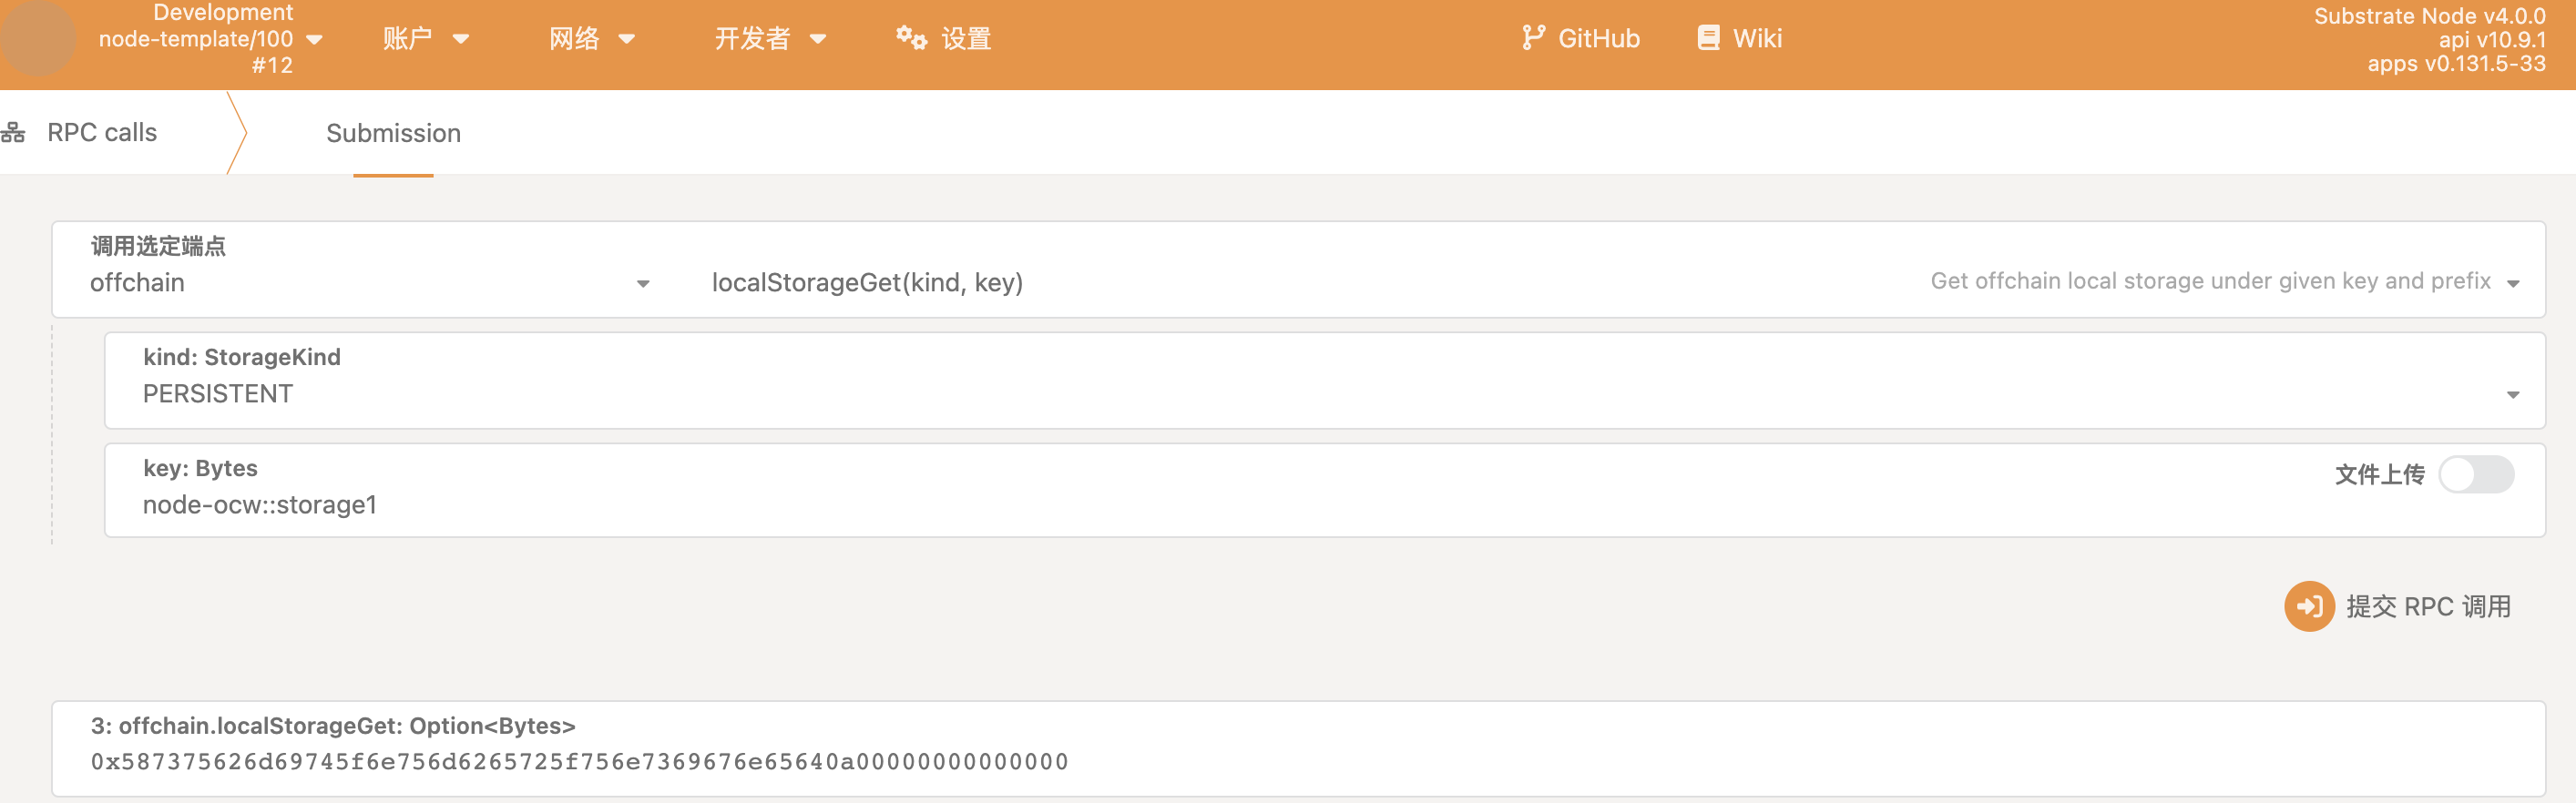 Development
node-template/100
#12
账户
网络
开发者
设置
GitHub
Wiki
Substrate Node v4.0.0
api v10.9.1
apps v0.131.5-33
RPC calls
Submission
调用选定端点
offchain
localStorageGet(kind, key)
Get offchain local storage under given key and prefix
kind: StorageKind
PERSISTENT
key: Bytes
文件上传
node-ocw::storage1
提交 RPC 调用
3: offchain.localStorageGet: Option<Bytes>
0x587375626d69745f6e756d6265725f756e7369676e65640a00000000000000